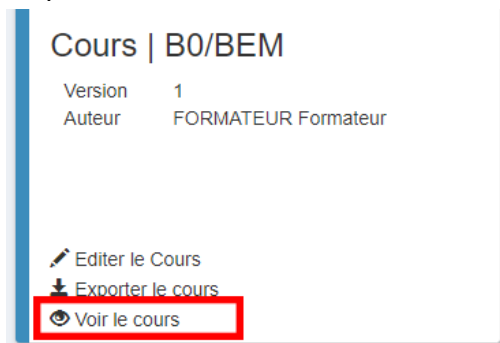 Cours | B0/BEM
Version 1
Auteur FORMATEUR Formateur
Editer le Cours
Exporter le cours
Voir le cours